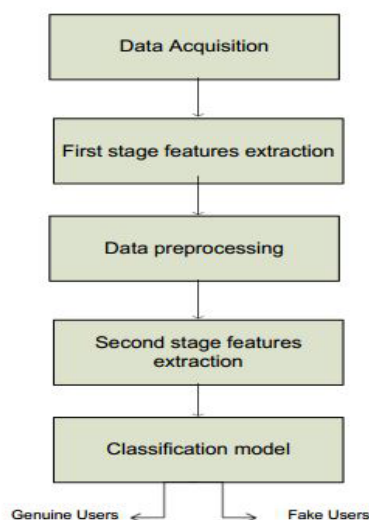 Data Acquisition
First stage features extraction
Data preprocessing
Second stage features
extraction
Classification model
Genuine Users
Fake Users